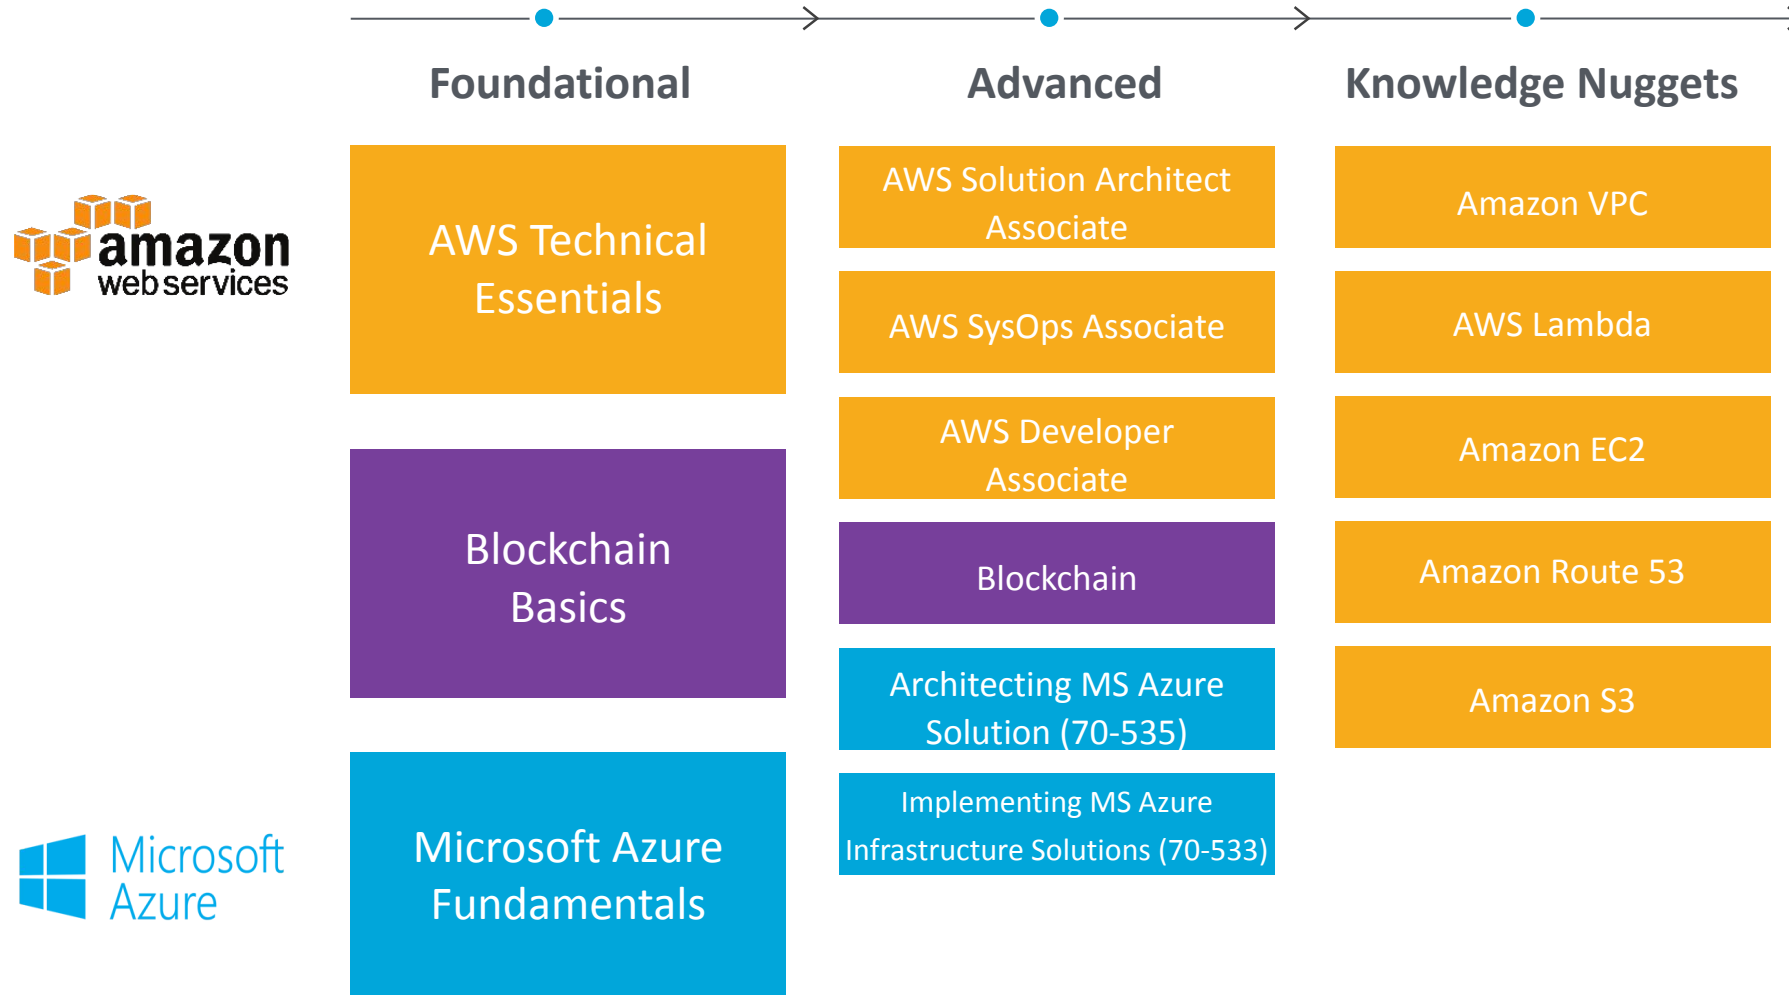 Foundational
Advanced
Knowledge Nuggets
amazon
webservices
AWS Technical
Essentials
Blockchain
Basics
Microsoft
Azure
Microsoft Azure
Fundamentals
AWS Solution Architect
Associate
AWS SysOps Associate
AWS Developer
Associate
Blockchain
Architecting MS Azure
Solution (70-535)
Implementing MS Azure
Infrastructure Solutions (70-533)
Amazon VPC
AWS Lambda
Amazon EC2
Amazon Route 53
Amazon S3